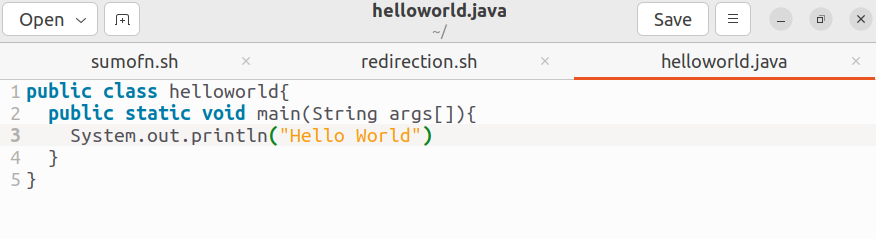 Open helloworld.java Save
~/
sumofn.sh redirection.sh helloworld.java
1 public class helloworld{
2   public static void main(String args[]){
3     System.out.println("Hello World")
4   }
5 }